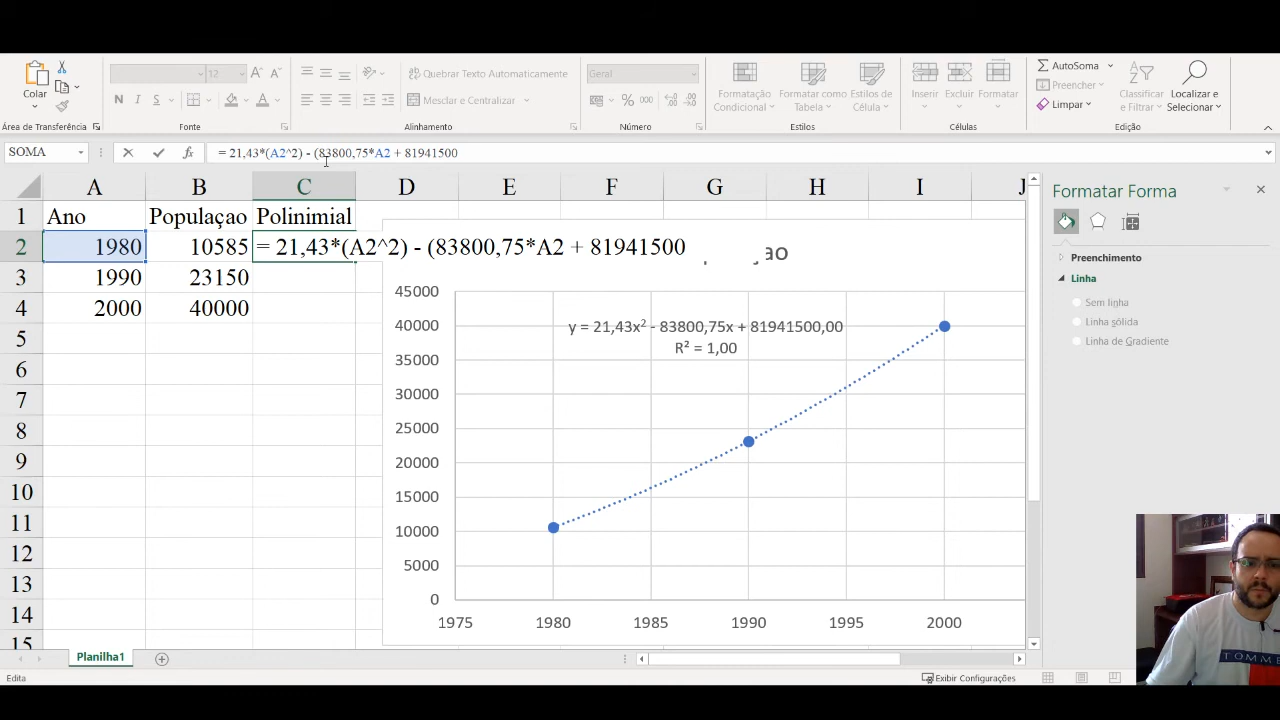 Colar
12
N
I
S
Quebrar Texto Automaticamente
Mesclar e Centralizar
Geral
%
000
Formatação
Condicional
Formatar como
Tabela
Estilos de
Célula
Inserir
Excluir
Formatar
AutoSoma
Preencher
Limpar
Classificar
e Filtrar
Localizar e
Selecionar
Área de Transferência
Fonte
Alinhamento
Número
Estilos
Células
Edição
SOMA
fx
= 21,43*(A2^2) - (83800,75*A2 + 81941500
A B C D E F G H I J
1 Ano Populaçao Polinimial
2 1980 10585 = 21,43*(A2^2) - (83800,75*A2 + 81941500
3 1990 23150
4 2000 40000
5
6
7
8
9
10
11
12
13
14
15
45000
40000
35000
30000
25000
20000
15000
10000
5000
0
y = 21,43x² - 83800,75x + 81941500,00
R² = 1,00
1975 1980 1985 1990 1995 2000
Formatar Forma
Preenchimento
Linha
Sem linha
Linha sólida
Linha de Gradiente
TOMME
Planilha1
Edita
Exibir Configurações